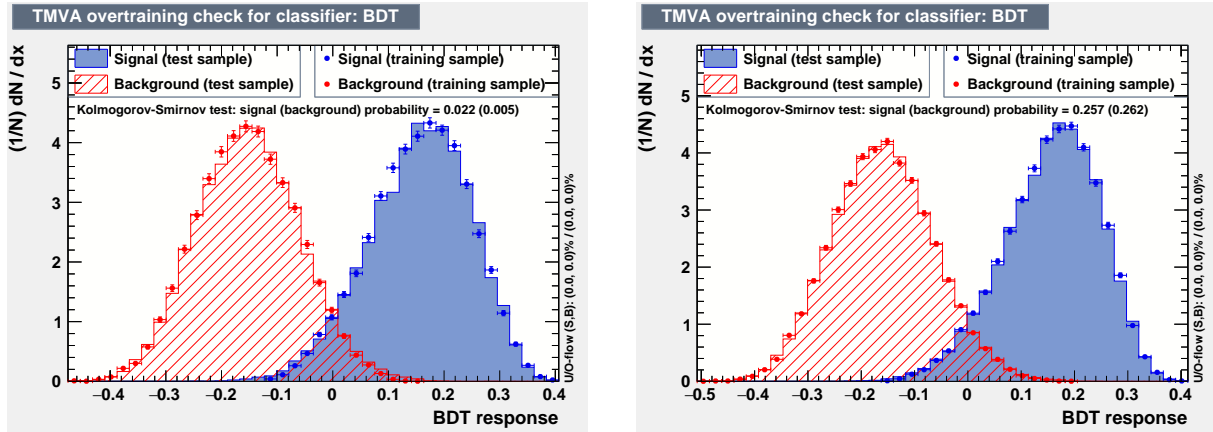 TMVA overtraining check for classifier: BDT
Signal (test sample)
Background (test sample)
Signal (training sample)
Background (training sample)
Kolmogorov-Smirnov test: signal (background) probability = 0.022 (0.005)
(1/N) dN / dx
5
4
3
2
1
0
−0.4 −0.3 −0.2 −0.1 0 0.1 0.2 0.3 0.4
BDT response
U/O-flow (S,B): (0.0, 0.0)% / (0.0, 0.0)%
TMVA overtraining check for classifier: BDT
Signal (test sample)
Background (test sample)
Signal (training sample)
Background (training sample)
Kolmogorov-Smirnov test: signal (background) probability = 0.257 (0.262)
(1/N) dN / dx
5
4
3
2
1
0
−0.5 −0.4 −0.3 −0.2 −0.1 0 0.1 0.2 0.3 0.4
BDT response
U/O-flow (S,B): (0.0, 0.0)% / (0.0, 0.0)%